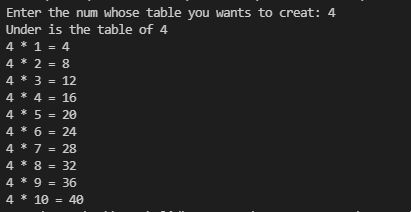 Enter the num whose table you wants to creat: 4
Under is the table of 4
4 * 1 = 4
4 * 2 = 8
4 * 3 = 12
4 * 4 = 16
4 * 5 = 20
4 * 6 = 24
4 * 7 = 28
4 * 8 = 32
4 * 9 = 36
4 * 10 = 40